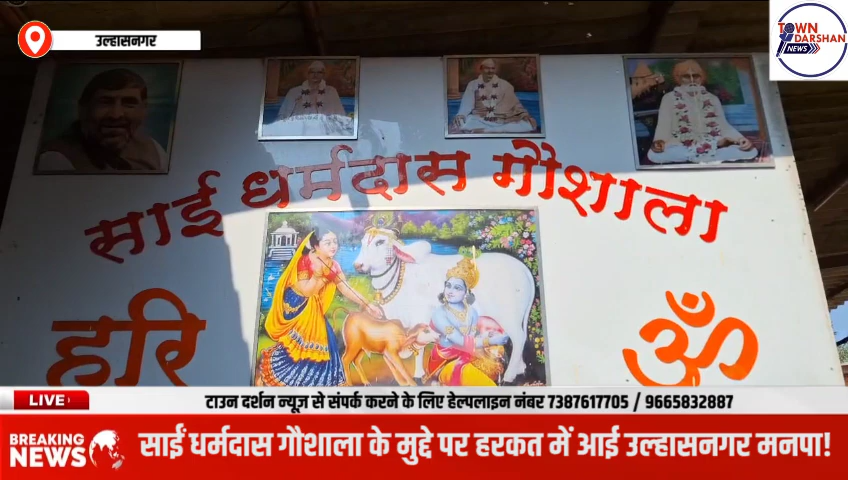 उल्हासनगर
TOWN
DARSHAN
NEWS
साई धर्मदास गौशाला
हरि
ॐ
LIVE
टाउन दर्शन न्यूज़ से संपर्क करने के लिए हेल्पलाइन नंबर 7387617705 / 9665832887
BREAKING
NEWS
साईं धर्मदास गौशाला के मुद्दे पर हरकत में आई उल्हासनगर मनपा!